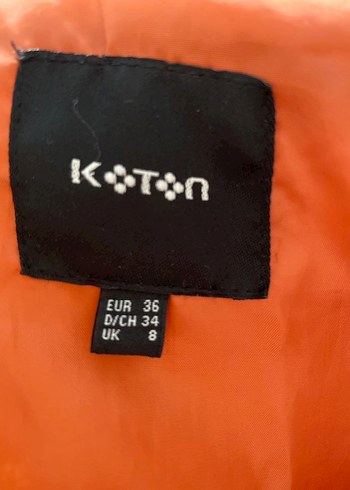 KOTON
EUR 36
D/CH 34
UK 8